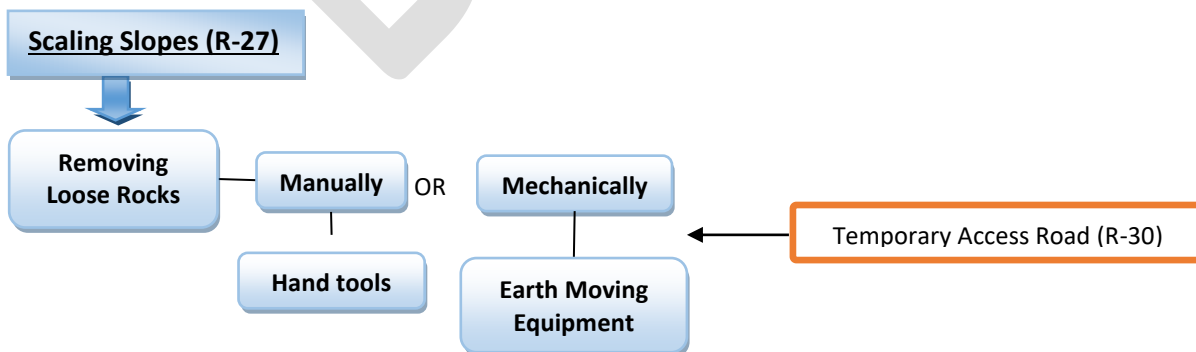 Scaling Slopes (R-27)
Removing
Loose Rocks
Manually
OR
Mechanically
Temporary Access Road (R-30)
Hand tools
Earth Moving
Equipment